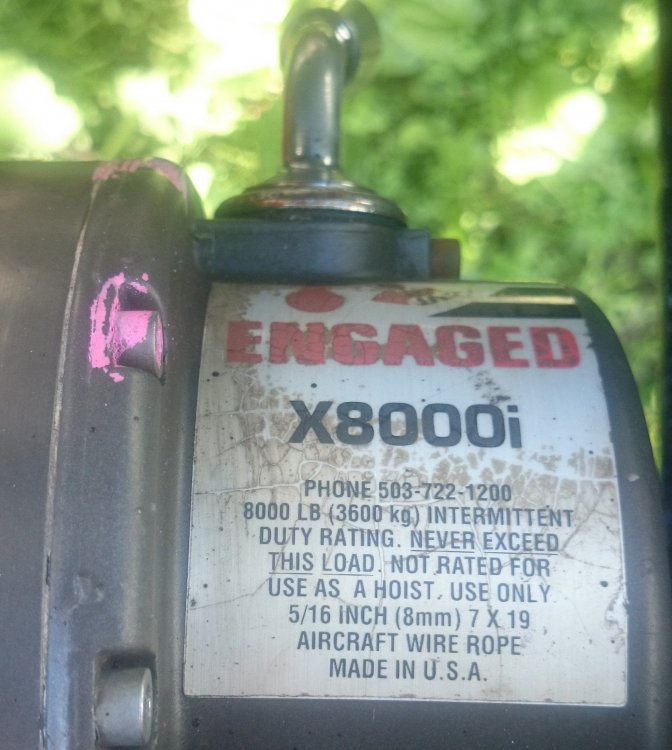 ENGAGED
X8000i
PHONE 503-722-1200
8000 LB (3600 kg) INTERMITTENT
DUTY RATING. NEVER EXCEED
THIS LOAD. NOT RATED FOR
USE AS A HOIST. USE ONLY
5/16 INCH (8mm) 7 X 19
AIRCRAFT WIRE ROPE
MADE IN U.S.A.